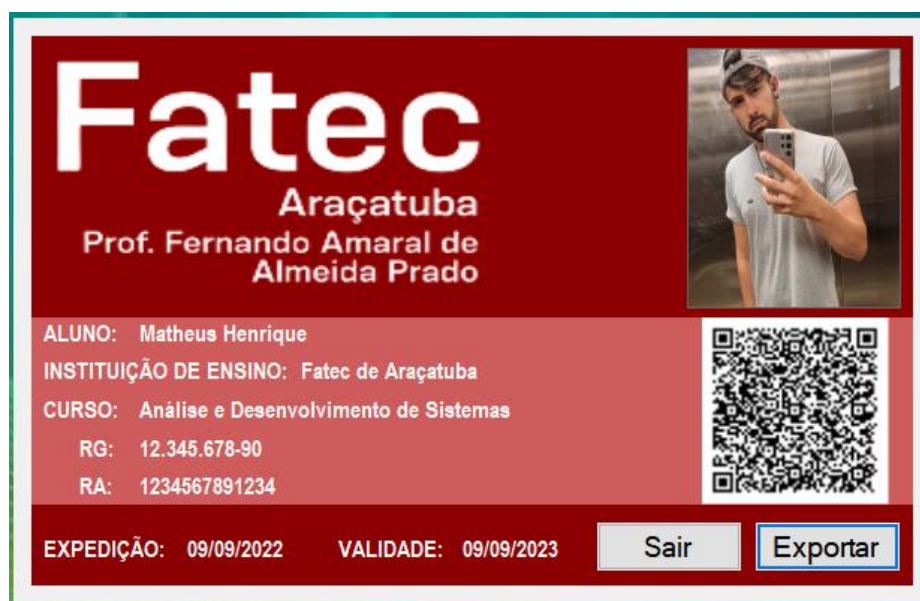 Fatec
Araçatuba
Prof. Fernando Amaral de
Almeida Prado
ALUNO: Matheus Henrique
INSTITUIÇÃO DE ENSINO: Fatec de Araçatuba
CURSO: Análise e Desenvolvimento de Sistemas
RG: 12.345.678-90
RA: 1234567891234
EXPEDIÇÃO: 09/09/2022 VALIDADE: 09/09/2023 Sair Exportar